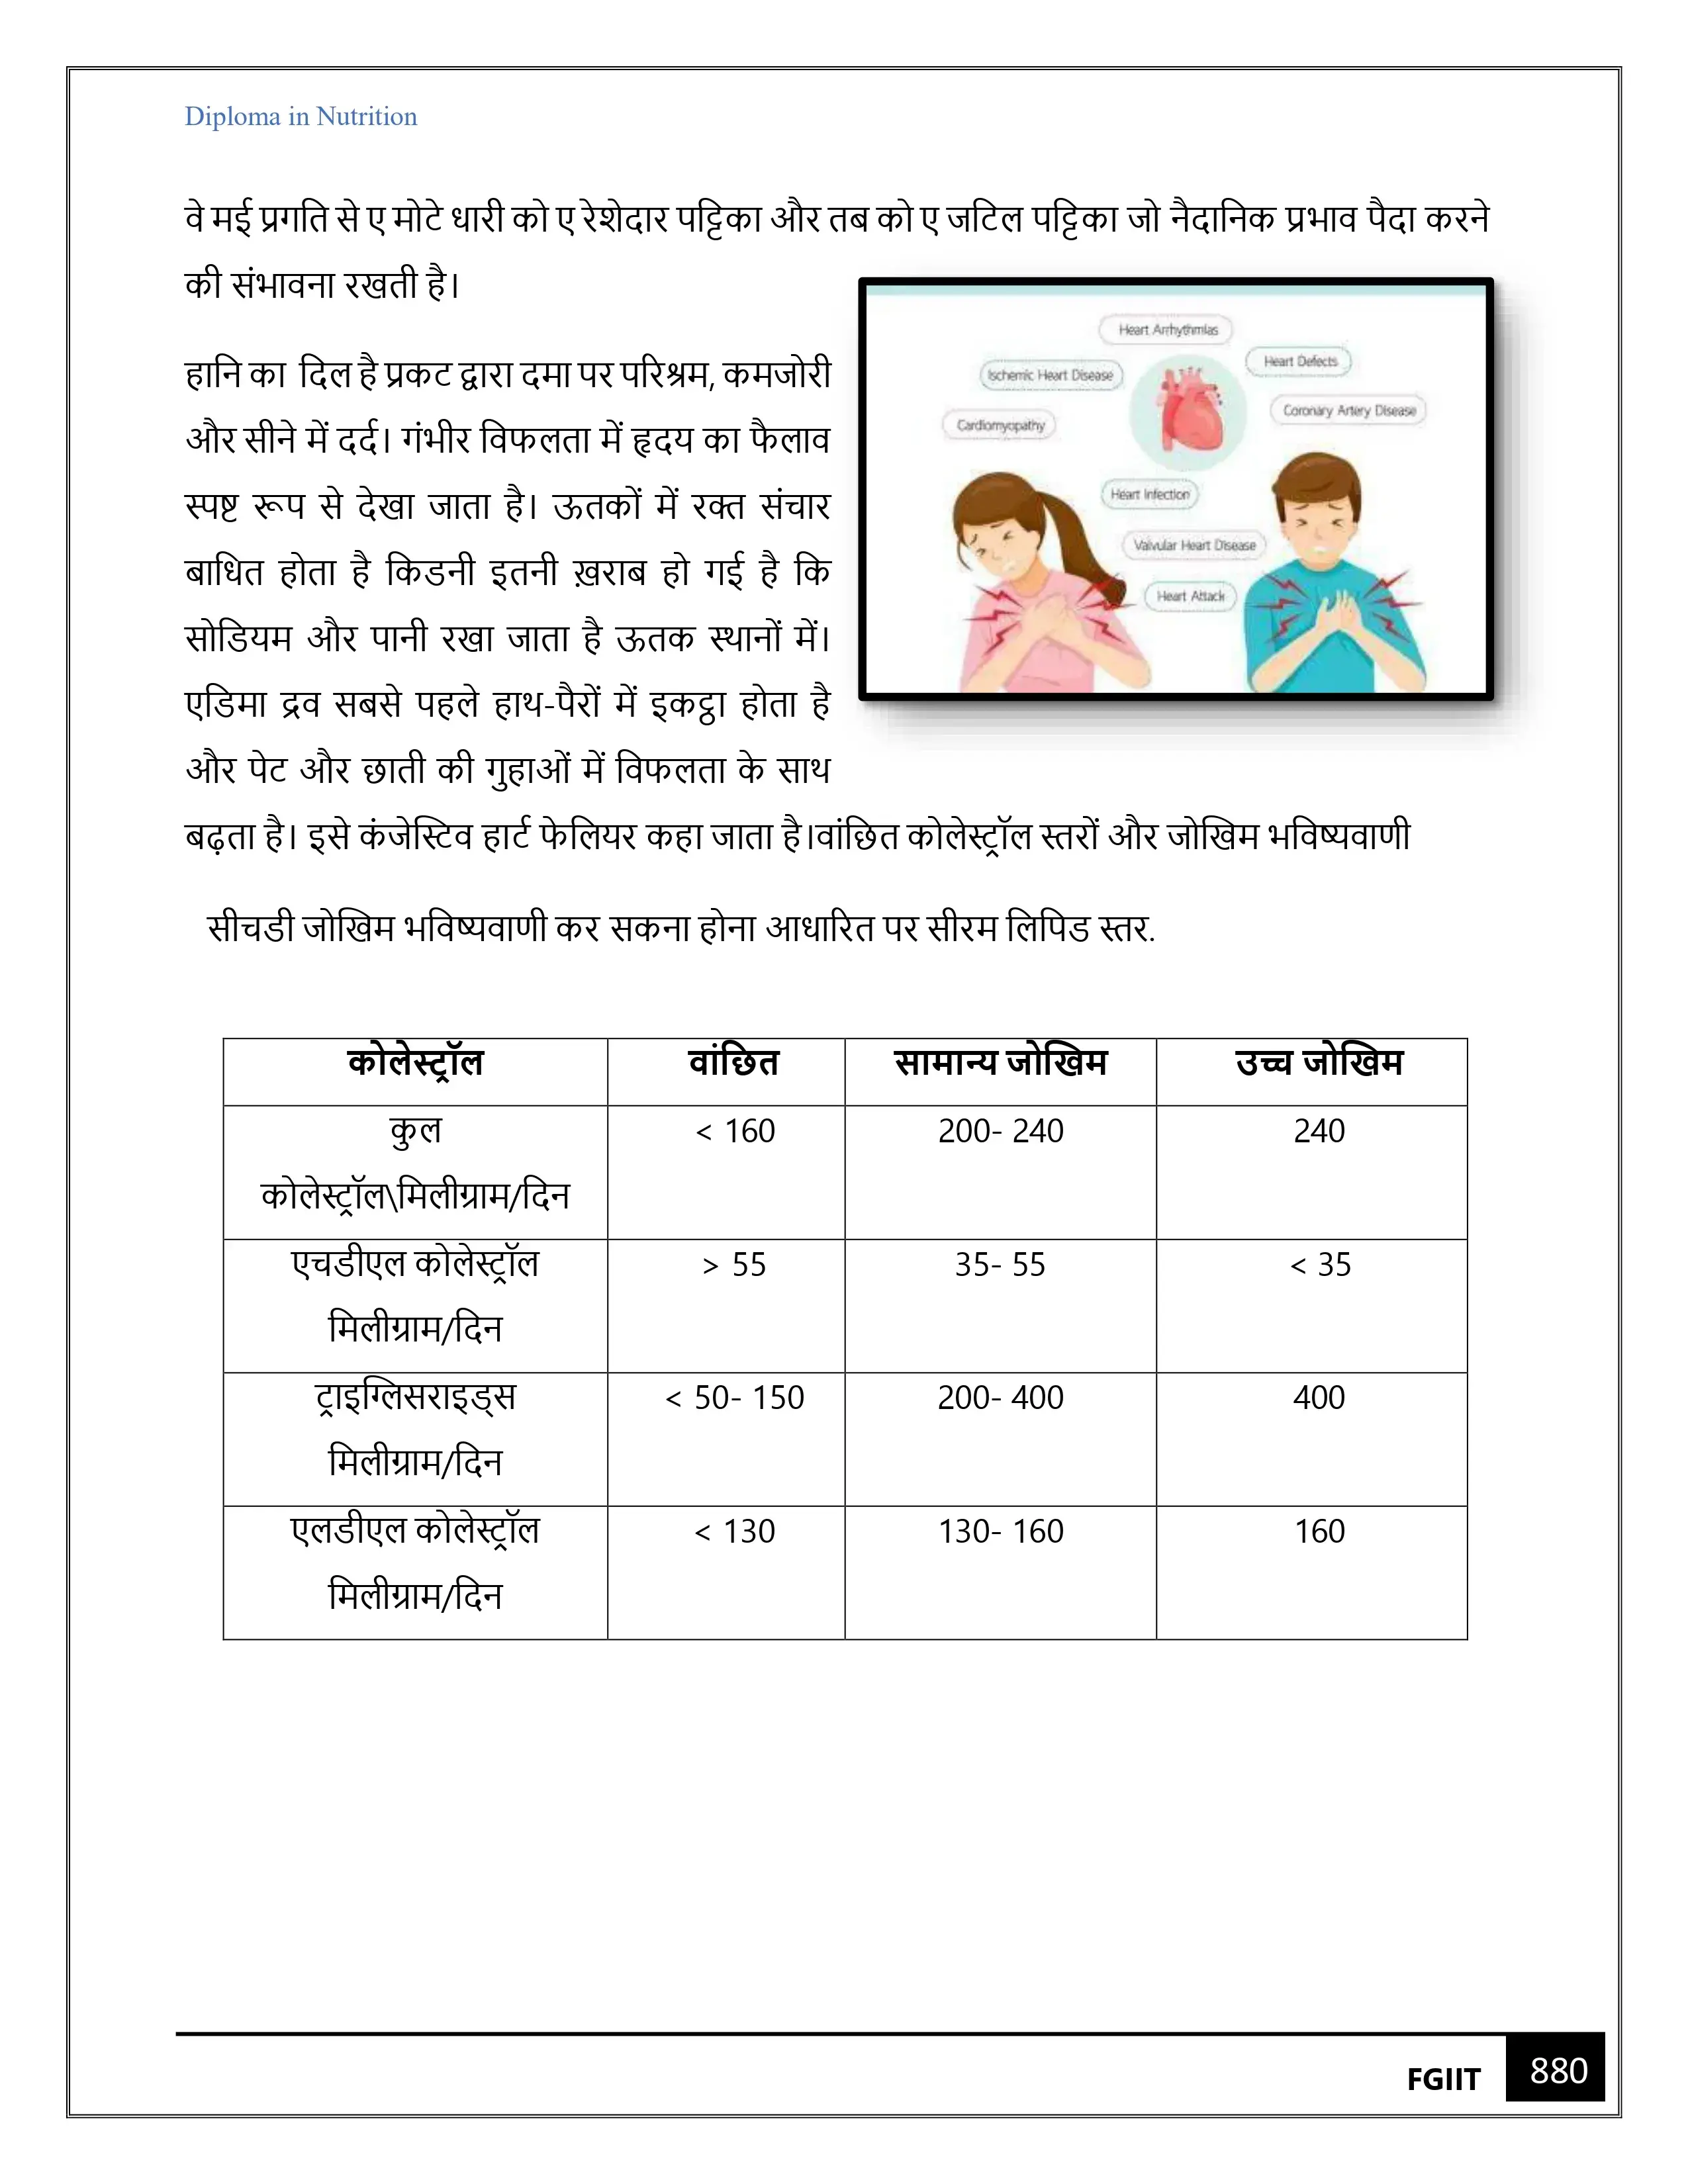 Diploma in Nutrition
वे मई प्रगति से ए मोटे धारी को ए रेशेदार पट्टिका और तब को ए जटिल पट्टिका जो नैदानिक प्रभाव पैदा करने
की संभावना रखती है।
हानि का दिल है प्रकट द्वारा दमा पर परिश्रम, कमजोरी
और सीने में दर्द। गंभीर विफलता में हृदय का फैलाव
स्पष्ट रूप से देखा जाता है। ऊतकों में रक्त संचार
बाधित होता है किडनी इतनी ख़राब हो गई है कि
सोडियम और पानी रखा जाता है ऊतक स्थानों में।
एडिमा द्रव सबसे पहले हाथ-पैरों में इकट्ठा होता है
और पेट और छाती की गुहाओं में विफलता के साथ
बढ़ता है। इसे कंजेस्टिव हार्ट फेलियर कहा जाता है।वांछित कोलेस्ट्रॉल स्तरों और जोखिम भविष्यवाणी
Heart Arrhythmias
Heart Defects
Ischemic Heart Disease
Coronary Artery Disease
Cardiomyopathy
Heart Infection
Valvular Heart Disease
Heart Attack
सीचडी जोखिम भविष्यवाणी कर सकना होना आधारित पर सीरम लिपिड स्तर.
कोलेस्ट्रॉल वांछित सामान्य जोखिम उच्च जोखिम
कुल < 160 200- 240 240
कोलेस्ट्रॉल\मिलीग्राम/दिन
एचडीएल कोलेस्ट्रॉल > 55 35- 55 < 35
मिलीग्राम/दिन
ट्राइग्लिसराइड्स < 50- 150 200- 400 400
मिलीग्राम/दिन
एलडीएल कोलेस्ट्रॉल < 130 130- 160 160
मिलीग्राम/दिन
FGIIT 880